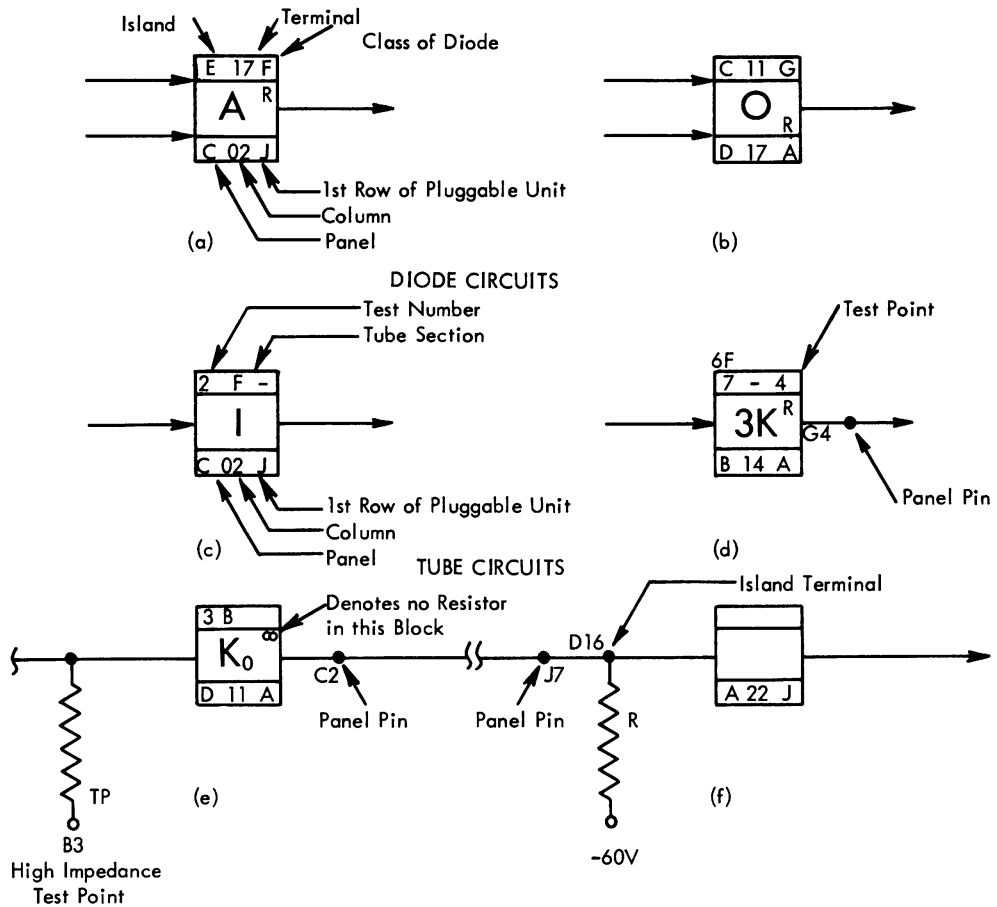 Island
Terminal
Class of Diode
E 17 F
A R
C 02 J
1st Row of Pluggable Unit
Column
Panel
(a)
C 11 G
O
R
D 17 A
(b)
DIODE CIRCUITS
Test Number
Tube Section
2 F -
I
C 02 J
1st Row of Pluggable Unit
Column
Panel
(c)
Test Point
6F
7 - 4
3K R
G4
B 14 A
Panel Pin
(d)
TUBE CIRCUITS
Denotes no Resistor
in this Block
3 B
∞
K₀
D 11 A
C2
Panel Pin
TP
B3
High Impedance
Test Point
(e)
Island Terminal
D16
J7
Panel Pin
R
-60V
A 22 J
(f)